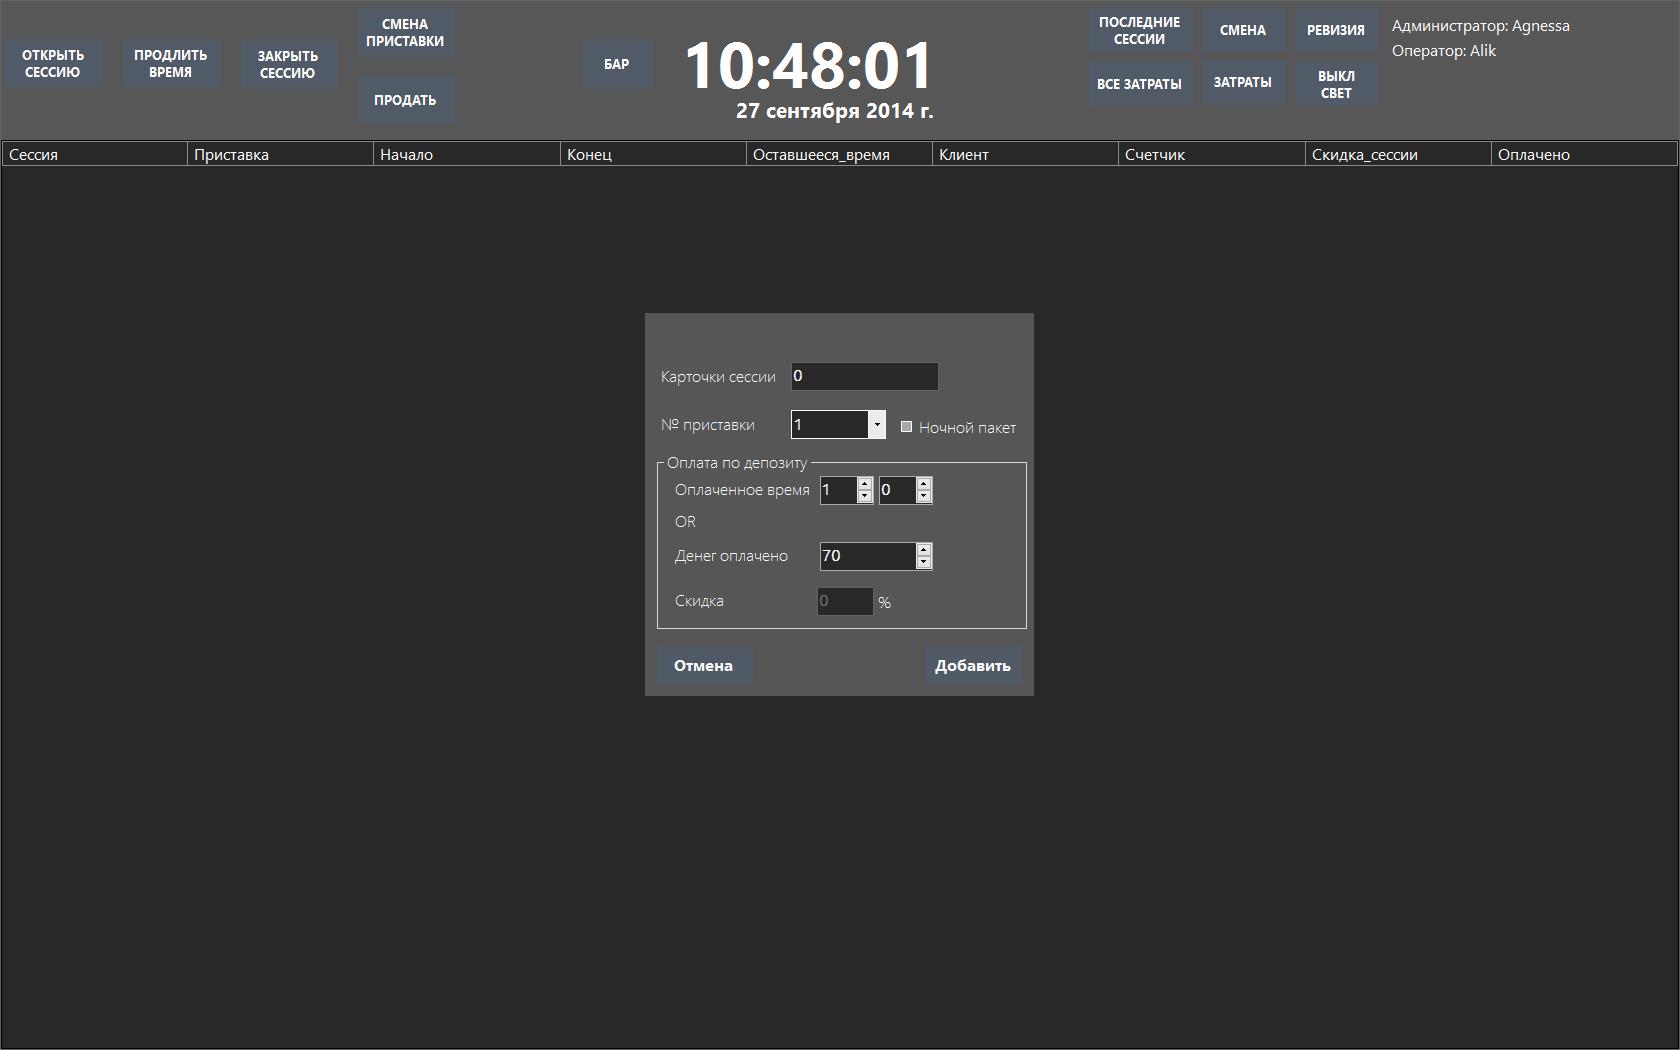 ОТКРЫТЬ
СЕССИЮ
ПРОДЛИТЬ
ВРЕМЯ
ЗАКРЫТЬ
СЕССИЮ
СМЕНА
ПРИСТАВКИ
ПРОДАТЬ
БАР
10:48:01
27 сентября 2014 г.
ПОСЛЕДНИЕ
СЕССИИ
СМЕНА
РЕВИЗИЯ
ВСЕ ЗАТРАТЫ
ЗАТРАТЫ
ВЫКЛ
СВЕТ
Администратор: Agnessa
Оператор: Alik
Сессия Приставка Начало Конец Оставшееся_время Клиент Счетчик Скидка_сессии Оплачено
Карточки сессии 0
№ приставки 1 Ночной пакет
Оплата по депозиту
Оплаченное время 1 0
OR
Денег оплачено 70
Скидка 0 %
Отмена Добавить